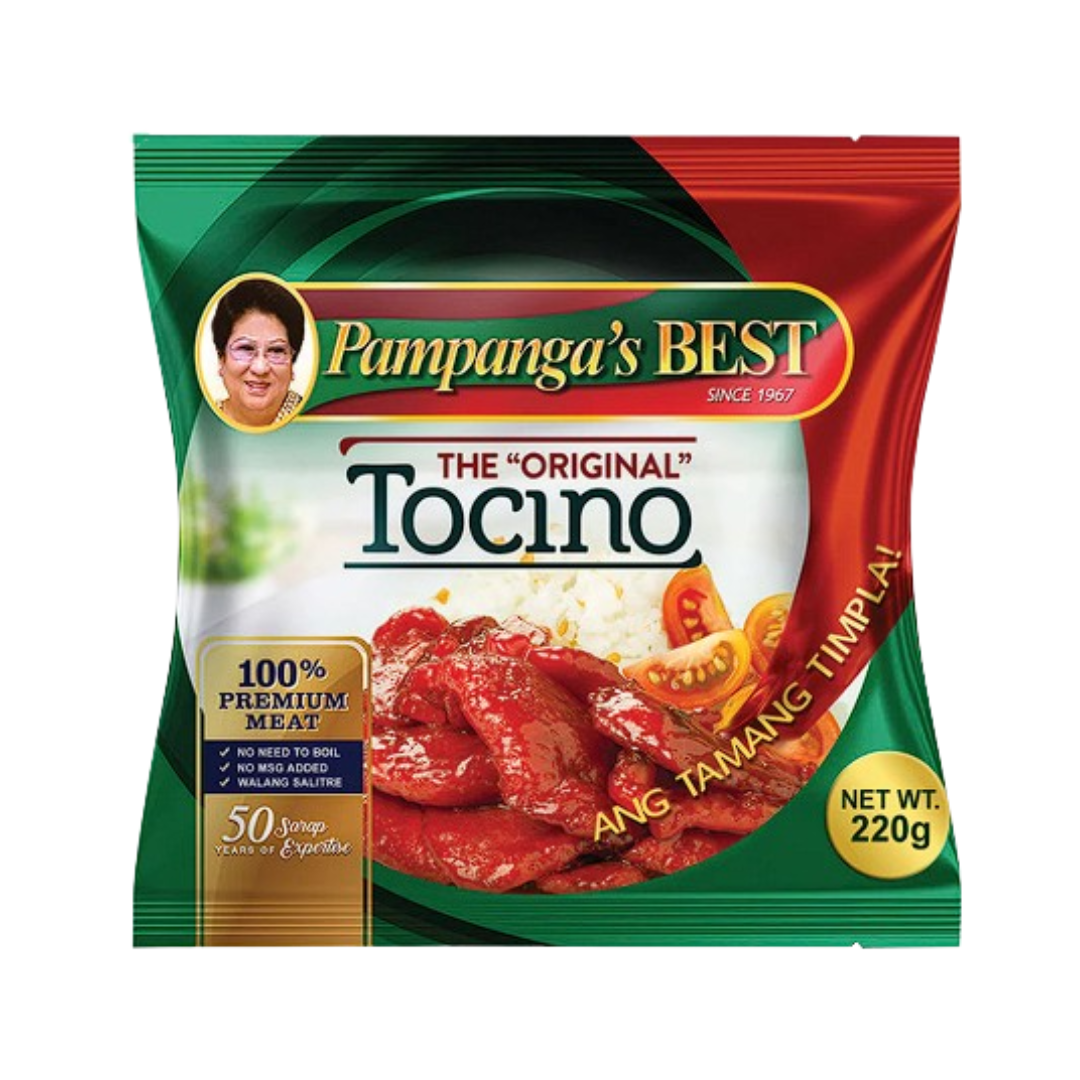 Pampanga's BEST
SINCE 1967
THE "ORIGINAL"
Tocino
100%
PREMIUM
MEAT
✓ NO NEED TO BOIL
✓ NO MSG ADDED
✓ WALANG SALITRE
50 Sarap
YEARS OF Expertise
ANG TAMANG TIMPLA!
NET WT.
220g